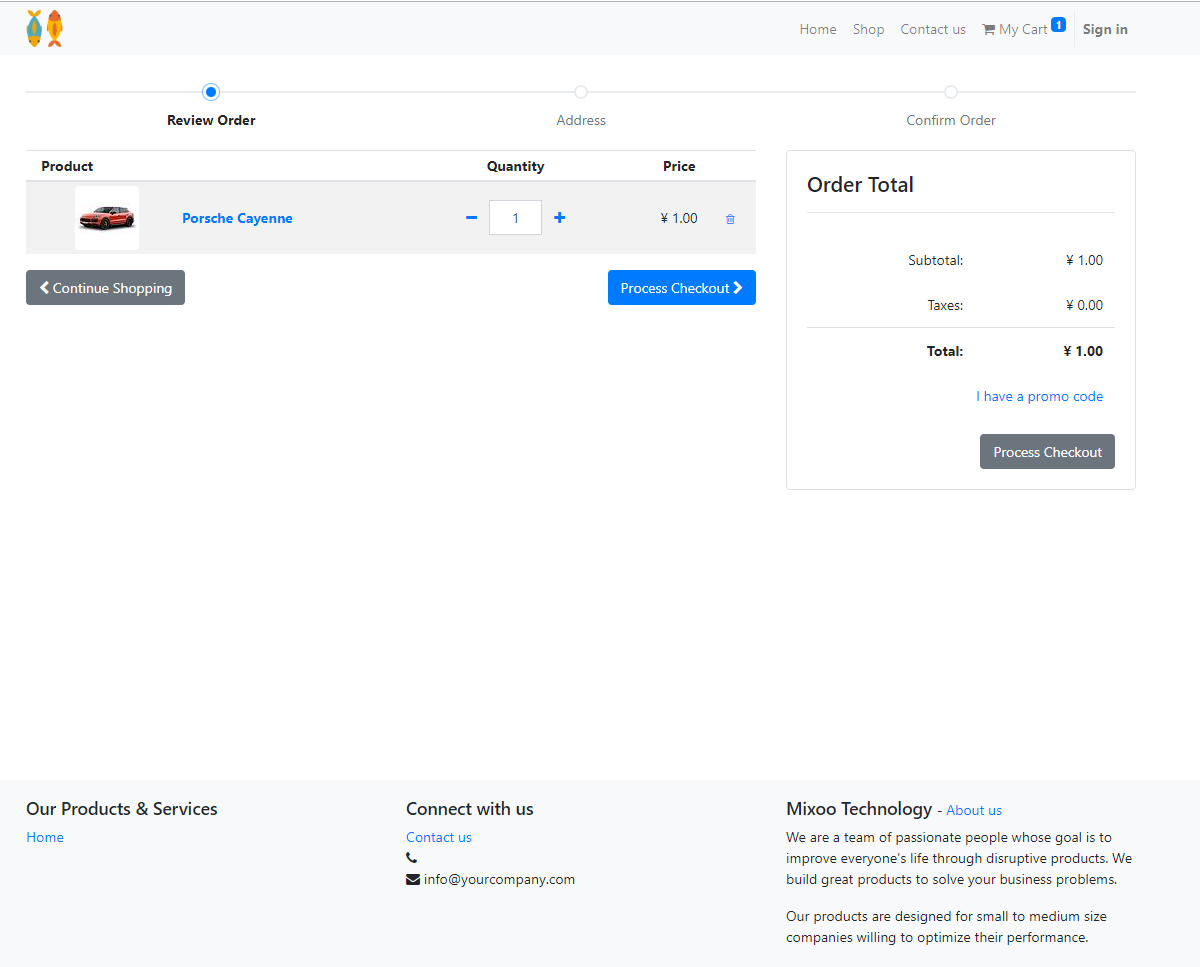 Home Shop Contact us My Cart 1 Sign in
Review Order Address Confirm Order
Product Quantity Price
Porsche Cayenne 1 ¥ 1.00
Continue Shopping Process Checkout
Order Total
Subtotal: ¥ 1.00
Taxes: ¥ 0.00
Total: ¥ 1.00
I have a promo code
Process Checkout
Our Products & Services
Home
Connect with us
Contact us
info@yourcompany.com
Mixoo Technology - About us
We are a team of passionate people whose goal is to
improve everyone's life through disruptive products. We
build great products to solve your business problems.
Our products are designed for small to medium size
companies willing to optimize their performance.